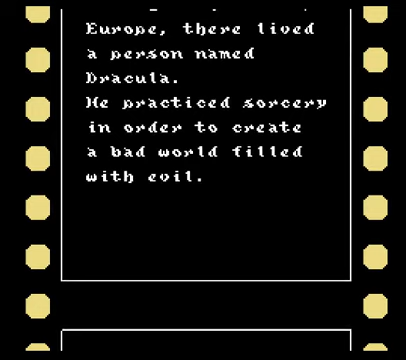 Europe, there lived
a person named
Dracula.
He practiced sorcery
in order to create
a bad world filled
with evil.